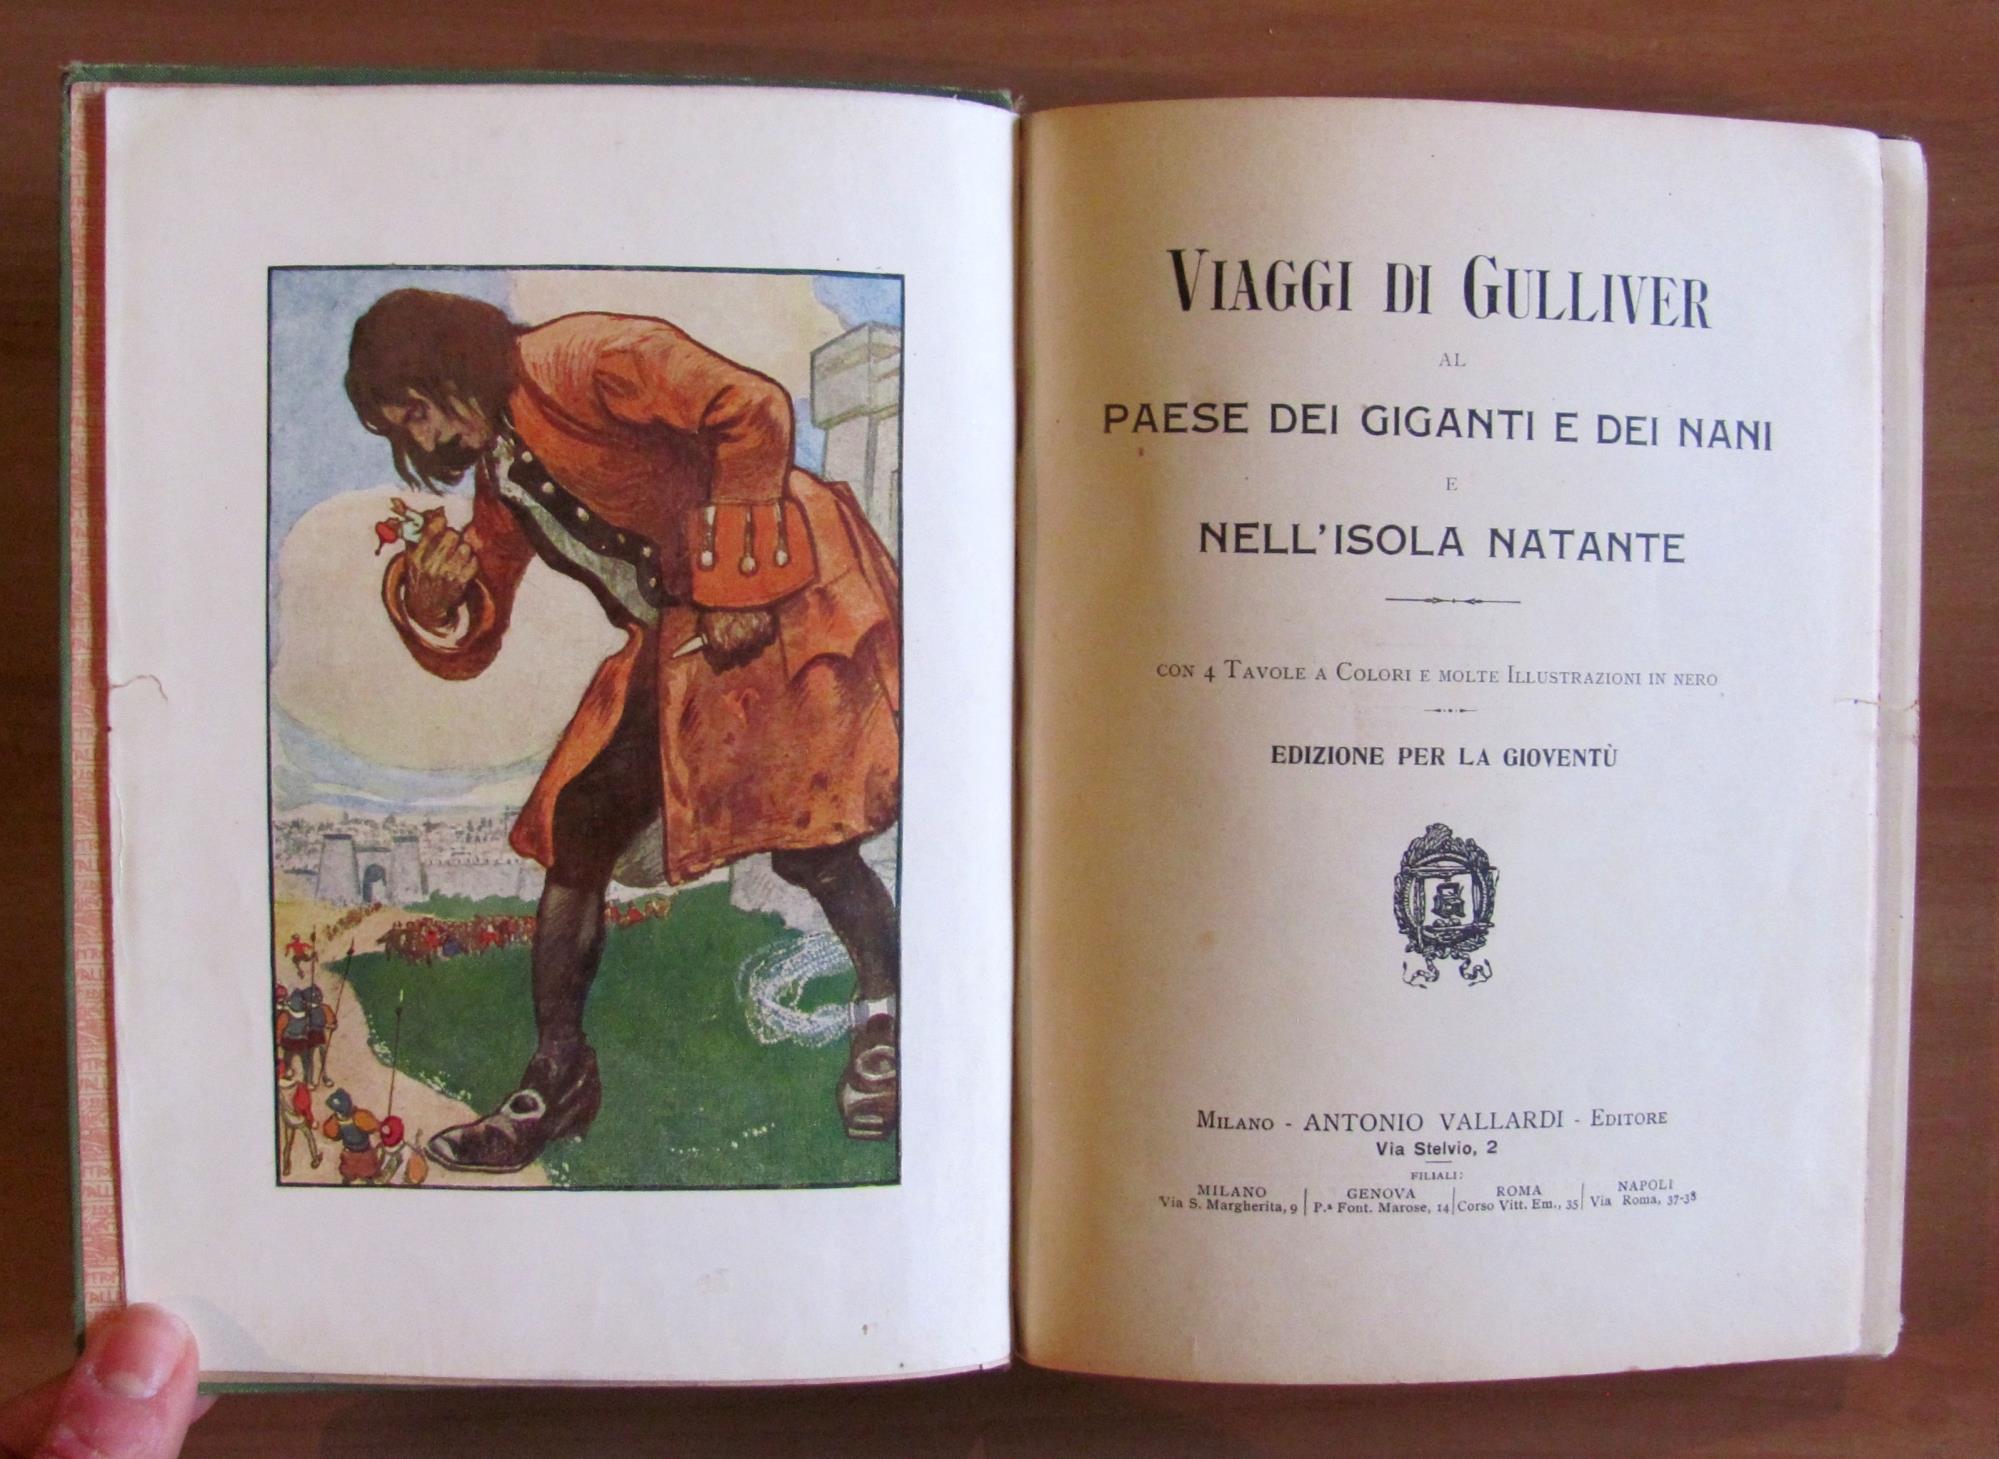 VIAGGI DI GULLIVER
AL
PAESE DEI GIGANTI E DEI NANI
E
NELL'ISOLA NATANTE
CON 4 TAVOLE A COLORI E MOLTE ILLUSTRAZIONI IN NERO
EDIZIONE PER LA GIOVENTÙ
MILANO - ANTONIO VALLARDI - EDITORE
Via Stelvio, 2
FILIALI:
MILANO | GENOVA | ROMA | NAPOLI
Via S. Margherita, 9 | P.ª Font. Marose, 14 | Corso Vitt. Em., 35 | Via Roma, 37-38